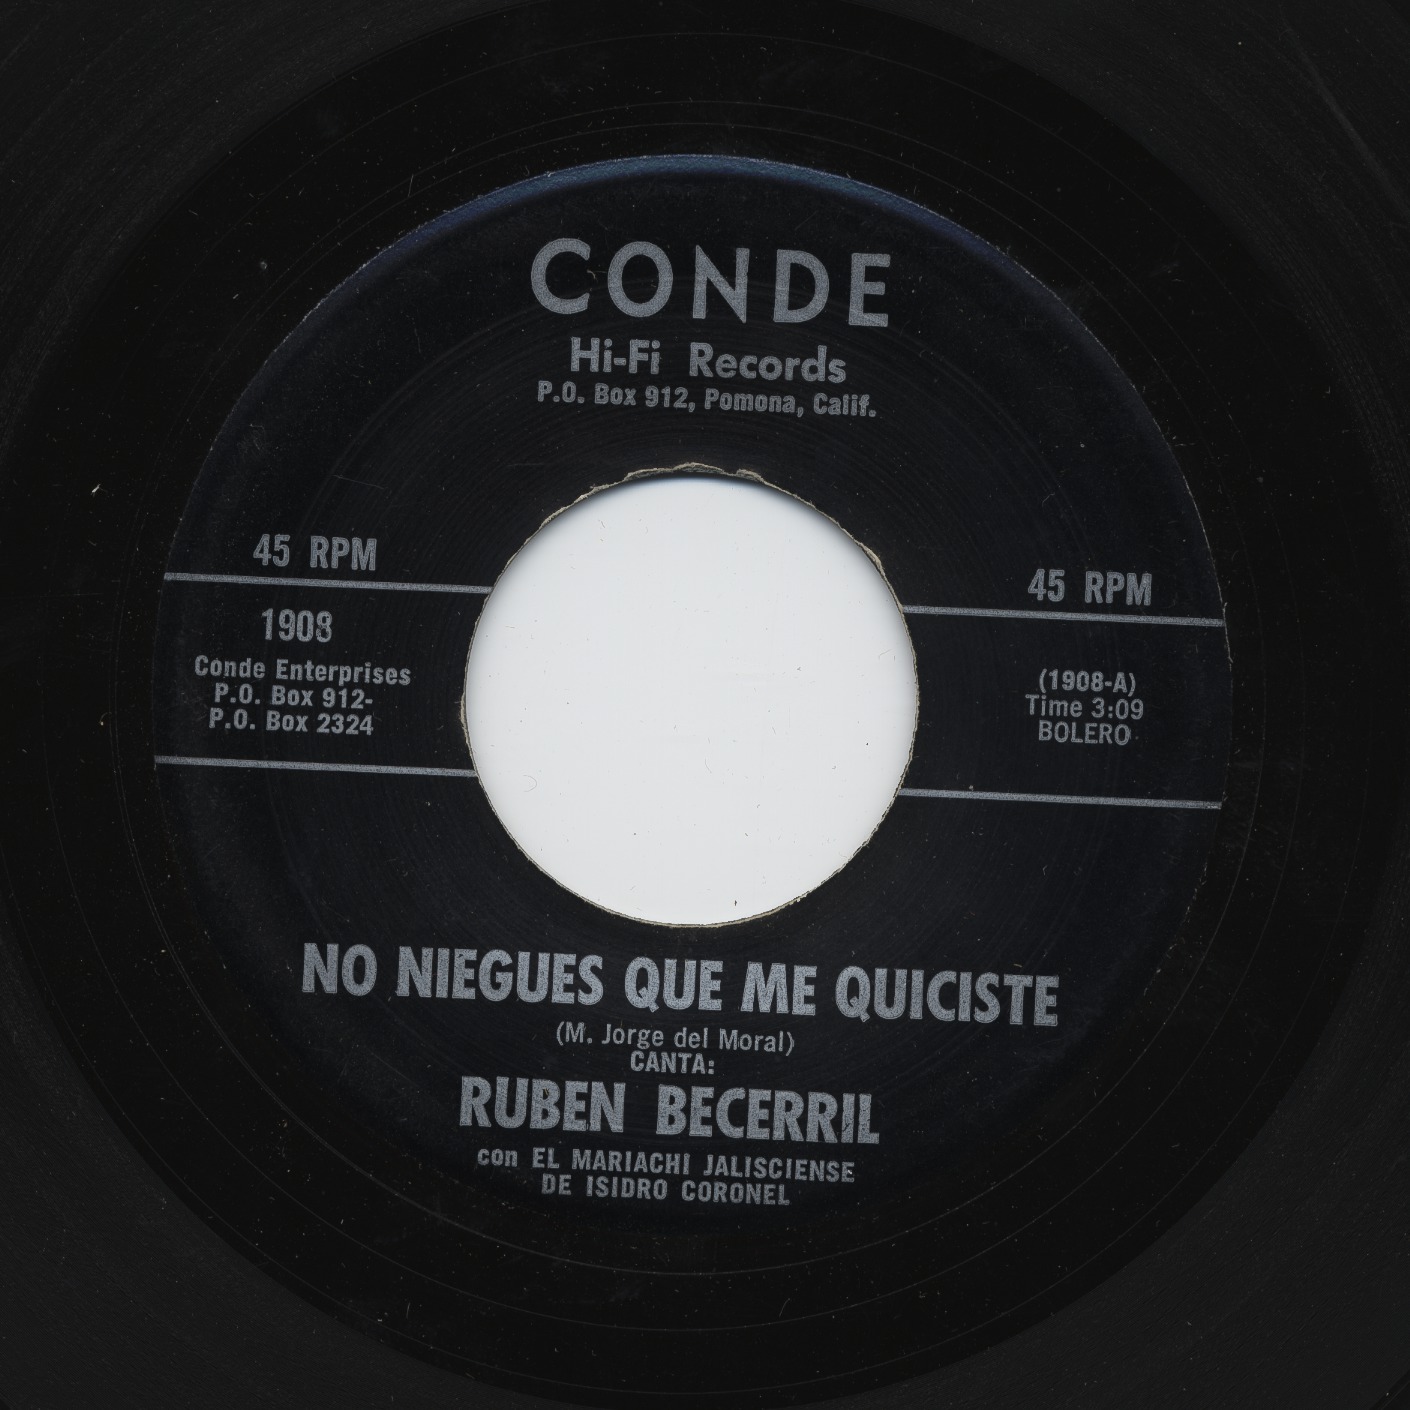 CONDE
Hi-Fi Records
P.O. Box 912, Pomona, Calif.
45 RPM
1908
Conde Enterprises
P.O. Box 912-
P.O. Box 2324
45 RPM
(1908-A)
Time 3:09
BOLERO
NO NIEGUES QUE ME QUICISTE
(M. Jorge del Moral)
CANTA:
RUBEN BECERRIL
con EL MARIACHI JALISCIENSE
DE ISIDRO CORONEL